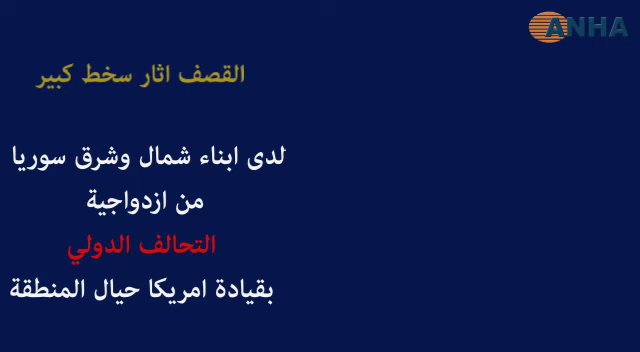 ANHA
القصف اثار سخط كبير
لدى ابناء شمال وشرق سوريا
من ازدواجية
التحالف الدولي
بقيادة امريكا حيال المنطقة